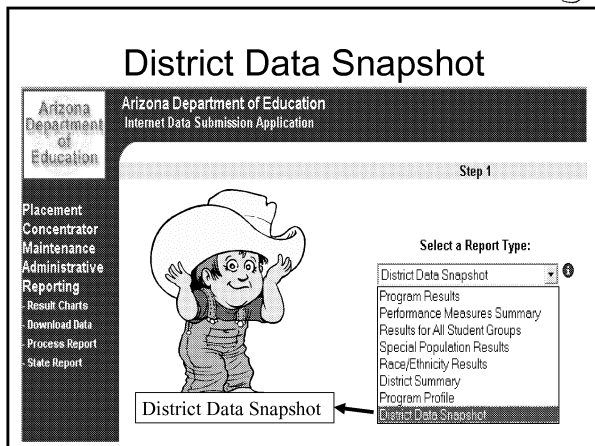 District Data Snapshot
Arizona
Department
of
Education
Arizona Department of Education
Internet Data Submission Application
Step 1
Placement
Concentrator
Maintenance
Administrative
Reporting
- Result Charts
- Download Data
- Process Report
- State Report
Select a Report Type:
District Data Snapshot
Program Results
Performance Measures Summary
Results for All Student Groups
Special Population Results
Race/Ethnicity Results
District Summary
Program Profile
District Data Snapshot
District Data Snapshot